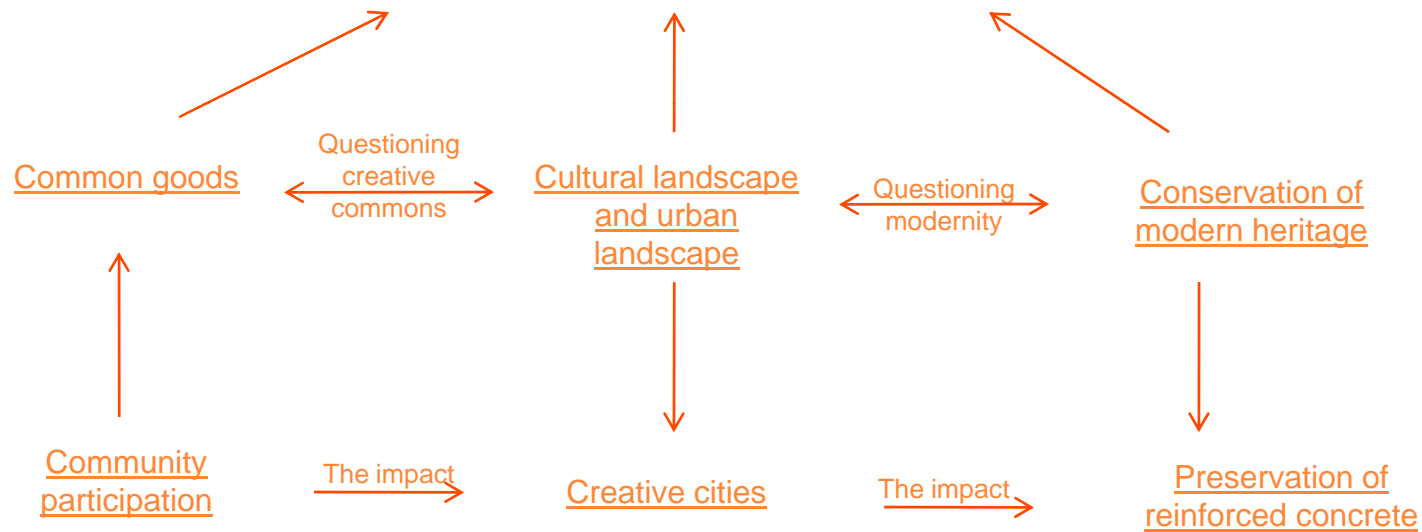 Common goods
Questioning
creative
commons
Cultural landscape
and urban
landscape
Questioning
modernity
Conservation of
modern heritage
Community
participation
The impact
Creative cities
The impact
Preservation of
reinforced concrete